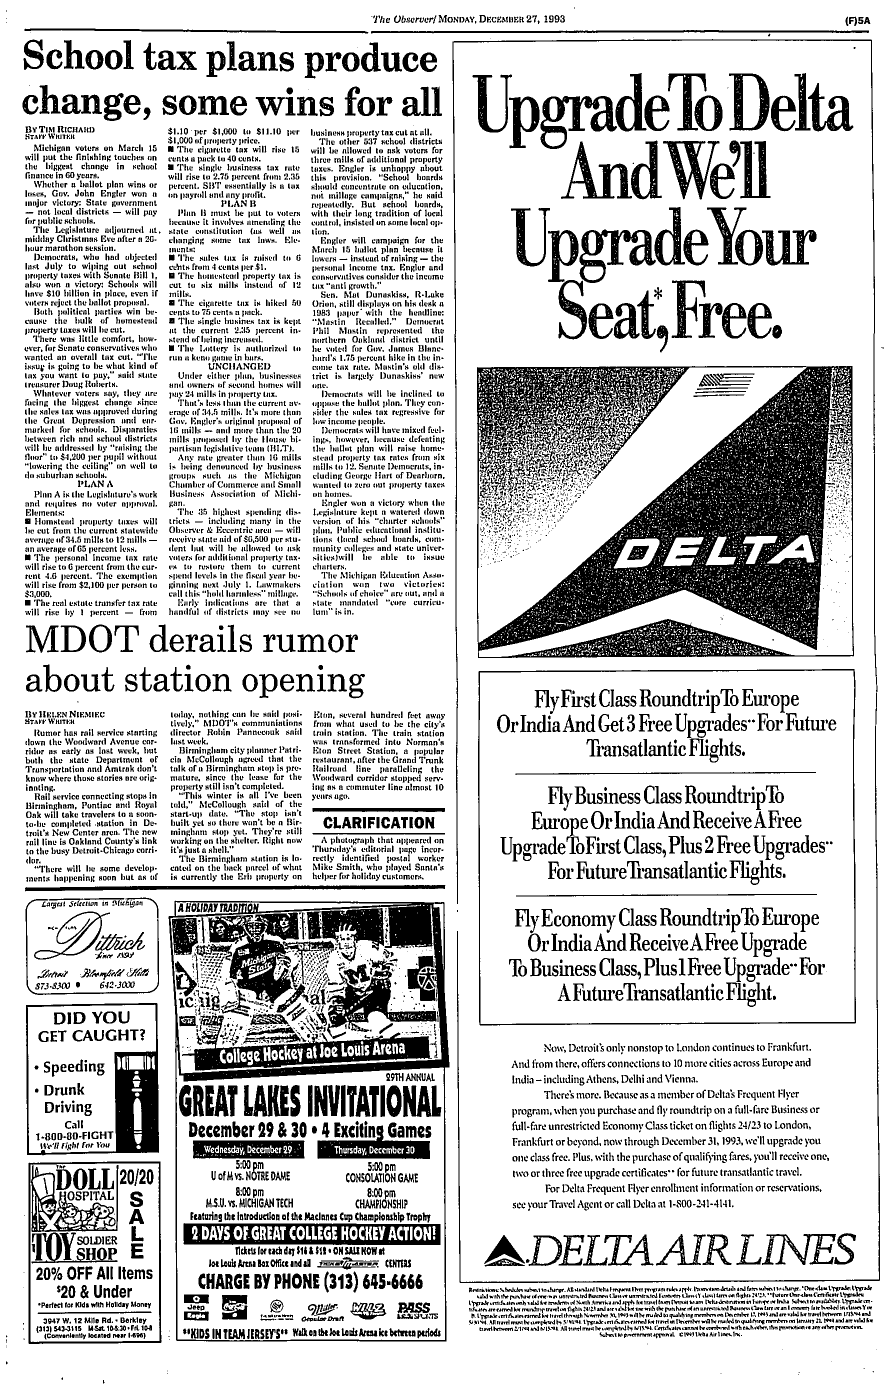 The Observer/ MONDAY, DECEMBER 27, 1993
(F)5A
School tax plans produce
change, some wins for all
BY TIM RICHARD
STAFF WRITER
Michigan voters on March 15
will put the finishing touches on
the biggest change in school
finance in 60 years.
Whether a ballot plan wins or
loses, Gov. John Engler won a
major victory: State government
— not local districts — will pay
for public schools.
The Legislature adjourned at
midday Christmas Eve after a 26-
hour marathon session.
Democrats, who had objected
last July to wiping out school
property taxes with Senate Bill 1,
also won a victory: Schools will
have $10 billion in place, even if
voters reject the ballot proposal.
Both political parties win be-
cause the bulk of homestead
property taxes will be cut.
There was little comfort, how-
ever, for Senate conservatives who
wanted an overall tax cut. "The
issue is going to be what kind of
tax you want to pay," said state
treasurer Doug Roberts.
Whatever voters say, they are
facing the biggest change since
the sales tax was approved during
the Great Depression and ear-
marked for schools. Disparities
between rich and school districts
will be addressed by "raising the
floor" to $4,200 per pupil without
"lowering the ceiling" on well to
do suburban schools.
PLAN A
Plan A is the Legislature's work
and requires no voter approval.
Elements:
■ Homestead property taxes will
be cut from the current statewide
average of 34.5 mills to 12 mills —
an average of 65 percent less.
■ The personal income tax rate
will rise to 6 percent from the cur-
rent 4.6 percent. The exemption
will rise from $2,100 per person to
$3,000.
■ The real estate transfer tax rate
will rise by 1 percent — from
$1.10 per $1,000 to $11.10 per
$1,000 of property price.
■ The cigarette tax will rise 15
cents a pack to 40 cents.
■ The single business tax rate
will rise to 2.75 percent from 2.35
percent. SBT essentially is a tax
on payroll and any profit.
PLAN B
Plan B must be put to voters
because it involves amending the
state constitution (as well as
changing some tax laws. Ele-
ments:
■ The sales tax is raised to 6
cents from 4 cents per $1.
■ The homestead property tax is
cut to six mills instead of 12
mills.
■ The cigarette tax is hiked 50
cents to 75 cents a pack.
■ The single busines tax is kept
at the current 2.35 percent in-
stead of being increased.
■ The Lottery is authorized to
run a keno game in bars.
UNCHANGED
Under either plan, businesses
and owners of second homes will
pay 24 mills in property tax.
That's less than the current av-
erage of 34.5 mills. It's more than
Gov. Engler's original proposal of
16 mills — and more than the 20
mills proposed by the House bi-
partisan legislative team (BLT).
Any rate greater than 16 mills
is being denounced by business
groups such as the Michigan
Chamber of Commerce and Small
Business Association of Michi-
gan.
The 35 highest spending dis-
tricts — including many in the
Observer & Eccentric area — will
receive state aid of $6,500 per stu-
dent but will be allowed to ask
voters for additional property tax-
es to restore them to current
spend levels in the fiscal year be-
ginning next July 1. Lawmakers
call this "hold harmless" millage.
Early indications are that a
handful of districts may see no
business property tax cut at all.
The other 537 school districts
will be allowed to ask voters for
three mills of additional property
taxes. Engler is unhappy about
this provision. "School boards
should concentrate on education,
not millage campaigns," he said
repeatedly. But school boards,
with their long tradition of local
control, insisted on some local op-
tion.
Engler will campaign for the
March 15 ballot plan because it
lowers — instead of raising — the
personal income tax. Engler and
conservatives consider the income
tax "anti growth."
Sen. Mat Dunaskiss, R-Lake
Orion, still displays on his desk a
1983 paper with the headline:
"Mastin Recalled." Democrat
Phil Mastin represented the
northern Oakland district until
he voted for Gov. James Blanc-
hard's 1.75 percent hike in the in-
come tax rate. Mastin's old dis-
trict is largely Dunaskiss' new
one.
Democrats will be inclined to
oppose the ballot plan. They con-
sider the sales tax regressive for
low income people.
Democrats will have mixed feel-
ings, however, because defeating
the ballot plan will raise home-
stead property tax rates from six
mills to 12. Senate Democrats, in-
cluding George Hart of Dearborn,
wanted to zero out property taxes
on homes.
Engler won a victory when the
Legislature kept a watered down
version of his "charter schools"
plan. Public educational institu-
tions (local school boards, com-
munity colleges and state univer-
sities) will be able to issue
charters.
The Michigan Education Asso-
ciation won two victories:
"Schools of choice" are out, and a
state mandated "core curricu-
lum" is in.
MDOT derails rumor
about station opening
BY HELEN NIEMIEC
STAFF WRITER
Rumor has rail service starting
down the Woodward Avenue cor-
ridor as early as last week, but
both the state Department of
Transportation and Amtrak don't
know where those stories are orig-
inating.
Rail service connecting stops in
Birmingham, Pontiac and Royal
Oak will take travelers to a soon-
to-be completed station in De-
troit's New Center area. The new
rail line is Oakland County's link
to the busy Detroit-Chicago corri-
dor.
"There will be some develop-
ments happening soon but as of
today, nothing can be said posi-
tively," MDOT's communiations
director Robin Pannecouk said
last week.
Birmingham city planner Patri-
cia McCollough agreed that the
talk of a Birmingham stop is pre-
mature, since the lease for the
property still isn't completed.
"This winter is all I've been
told," McCollough said of the
start-up date. "The stop isn't
built yet so there won't be a Bir-
mingham stop yet. They're still
working on the shelter. Right now
it's just a shell."
The Birmingham station is lo-
cated on the back parcel of what
is currently the Erb property on
Eton, several hundred feet away
from what used to be the city's
train station. The train station
was transformed into Norman's
Eton Street Station, a popular
restaurant, after the Grand Trunk
Railroad line paralleling the
Woodward corridor stopped serv-
ing as a commuter line almost 10
years ago.
CLARIFICATION
A photograph that appeared on
Thursday's editorial page incor-
rectly identified postal worker
Mike Smith, who played Santa's
helper for holiday customers.
Largest Selection in Michigan
Dittrich
Since 1893
Detroit Bloomfield Hills
873-8300 • 642-3000
DID YOU
GET CAUGHT?
• Speeding
• Drunk
Driving
Call
1-800-80-FIGHT
We'll Fight For You
THE
DOLL
HOSPITAL
TOY SOLDIER
SHOP
20/20
SALE
20% OFF All Items
$20 & Under
*Perfect for Kids with Holiday Money
3947 W. 12 Mile Rd. • Berkley
(313) 543-3115 M-Sat. 10-5:30 • Fri. 10-8
(Conveniently located near I-696)
A HOLIDAY TRADITION
Michigan State
College Hockey at Joe Louis Arena
29TH ANNUAL
GREAT LAKES INVITATIONAL
December 29 & 30 • 4 Exciting Games
Wednesday, December 29
Thursday, December 30
5:00 pm
U of M vs. NOTRE DAME
5:00 pm
CONSOLATION GAME
8:00 pm
M.S.U. vs. MICHIGAN TECH
8:00 pm
CHAMPIONSHIP
Featuring the Introduction of the MacInnes Cup Championship Trophy
2 DAYS OF GREAT COLLEGE HOCKEY ACTION!
Tickets for each day $16 & $12 • ON SALE NOW at
Joe Louis Arena Box Office and all TICKETMASTER CENTERS
CHARGE BY PHONE (313) 645-6666
Jeep
Eagle
Miller
Genuine Draft
PASS
SPORTS
**KIDS IN TEAM JERSEY'S** Walk on the Joe Louis Arena ice between periods
Upgrade To Delta
And We'll
Upgrade Your
Seat,* Free.
DELTA
Fly First Class Roundtrip To Europe
Or India And Get 3 Free Upgrades** For Future
Transatlantic Flights.
Fly Business Class Roundtrip To
Europe Or India And Receive A Free
Upgrade To First Class, Plus 2 Free Upgrades**
For Future Transatlantic Flights.
Fly Economy Class Roundtrip To Europe
Or India And Receive A Free Upgrade
To Business Class, Plus 1 Free Upgrade** For
A Future Transatlantic Flight.
Now, Detroit's only nonstop to London continues to Frankfurt.
And from there, offers connections to 10 more cities across Europe and
India – including Athens, Delhi and Vienna.
There's more. Because as a member of Delta's Frequent Flyer
program, when you purchase and fly roundtrip on a full-fare Business or
full-fare unrestricted Economy Class ticket on flights 24/23 to London,
Frankfurt or beyond, now through December 31, 1993, we'll upgrade you
one class free. Plus, with the purchase of qualifying fares, you'll receive one,
two or three free upgrade certificates** for future transatlantic travel.
For Delta Frequent Flyer enrollment information or reservations,
see your Travel Agent or call Delta at 1-800-241-4141.
DELTA AIR LINES
Subject to government approval. ©1993 Delta Air Lines, Inc.